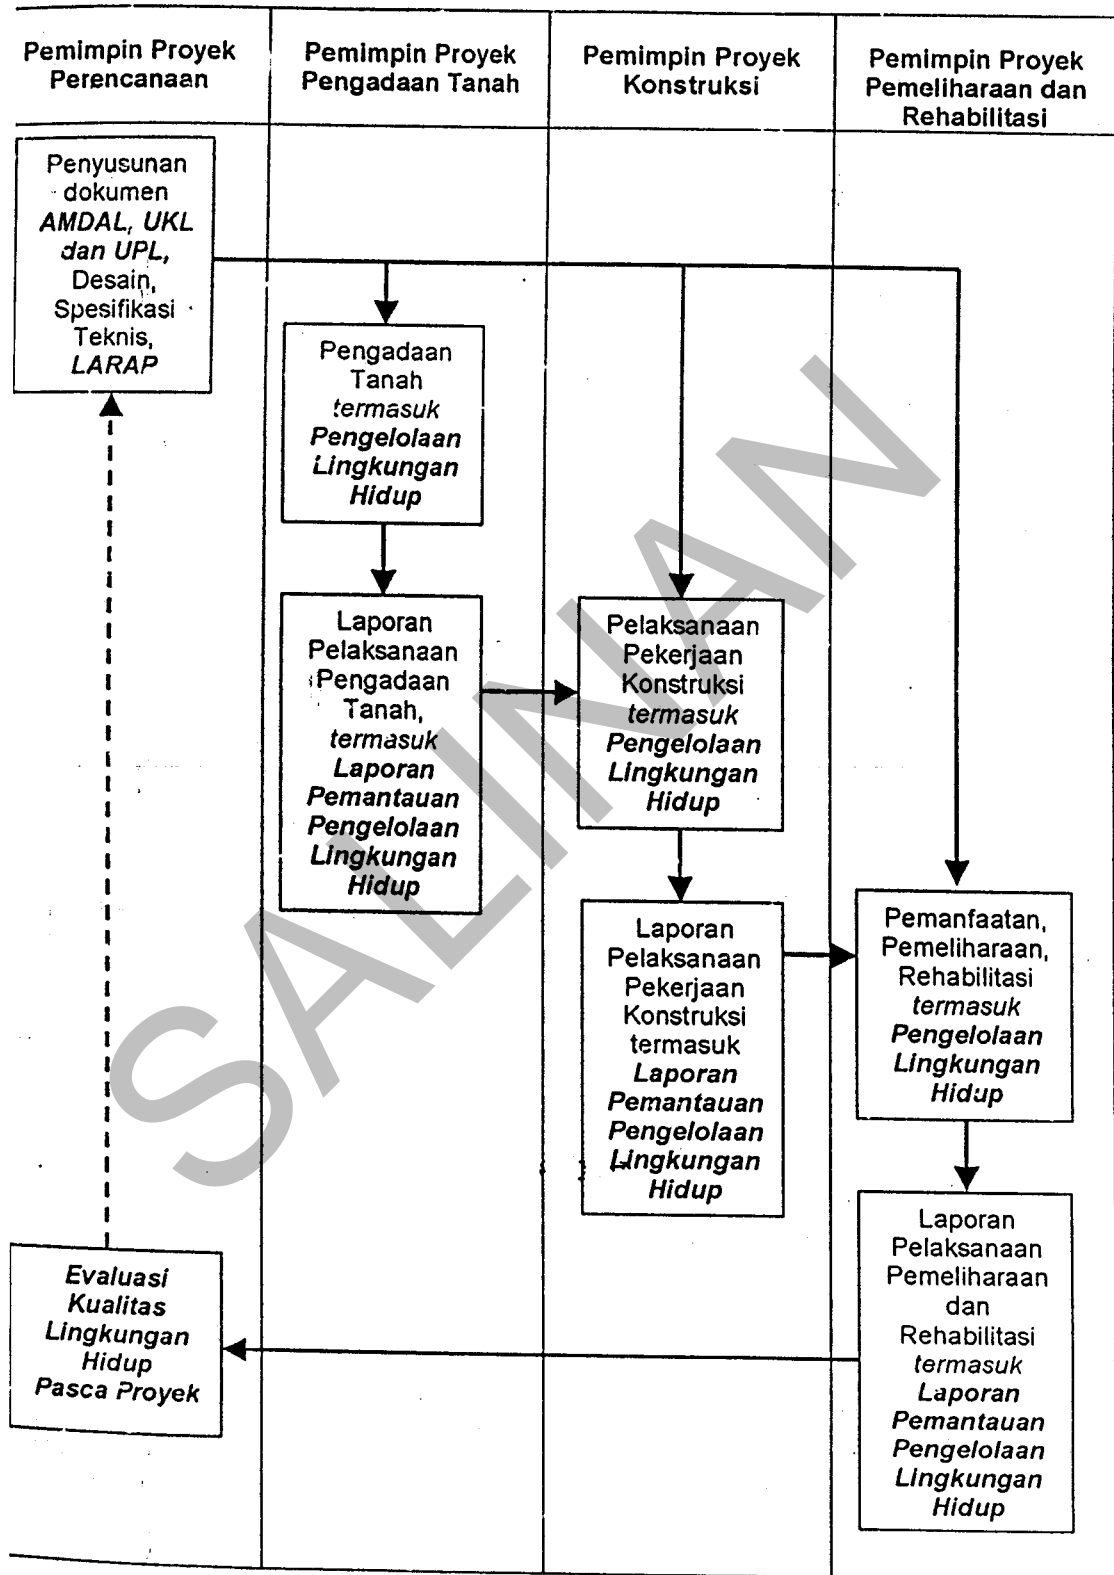 Pemimpin Proyek
Perencanaan
Pemimpin Proyek
Pengadaan Tanah
Pemimpin Proyek
Konstruksi
Pemimpin Proyek
Pemeliharaan dan
Rehabilitasi
Penyusunan
dokumen
AMDAL, UKL
dan UPL,
Desain,
Spesifikasi
Teknis,
LARAP
Pengadaan
Tanah
termasuk
Pengelolaan
Lingkungan
Hidup
Laporan
Pelaksanaan
Pengadaan
Tanah,
termasuk
Laporan
Pemantauan
Pengelolaan
Lingkungan
Hidup
Pelaksanaan
Pekerjaan
Konstruksi
termasuk
Pengelolaan
Lingkungan
Hidup
Laporan
Pelaksanaan
Pekerjaan
Konstruksi
termasuk
Laporan
Pemantauan
Pengelolaan
Lingkungan
Hidup
Pemanfaatan,
Pemeliharaan,
Rehabilitasi
termasuk
Pengelolaan
Lingkungan
Hidup
Laporan
Pelaksanaan
Pemeliharaan
dan
Rehabilitasi
termasuk
Laporan
Pemantauan
Pengelolaan
Lingkungan
Hidup
Evaluasi
Kualitas
Lingkungan
Hidup
Pasca Proyek
SALINAN